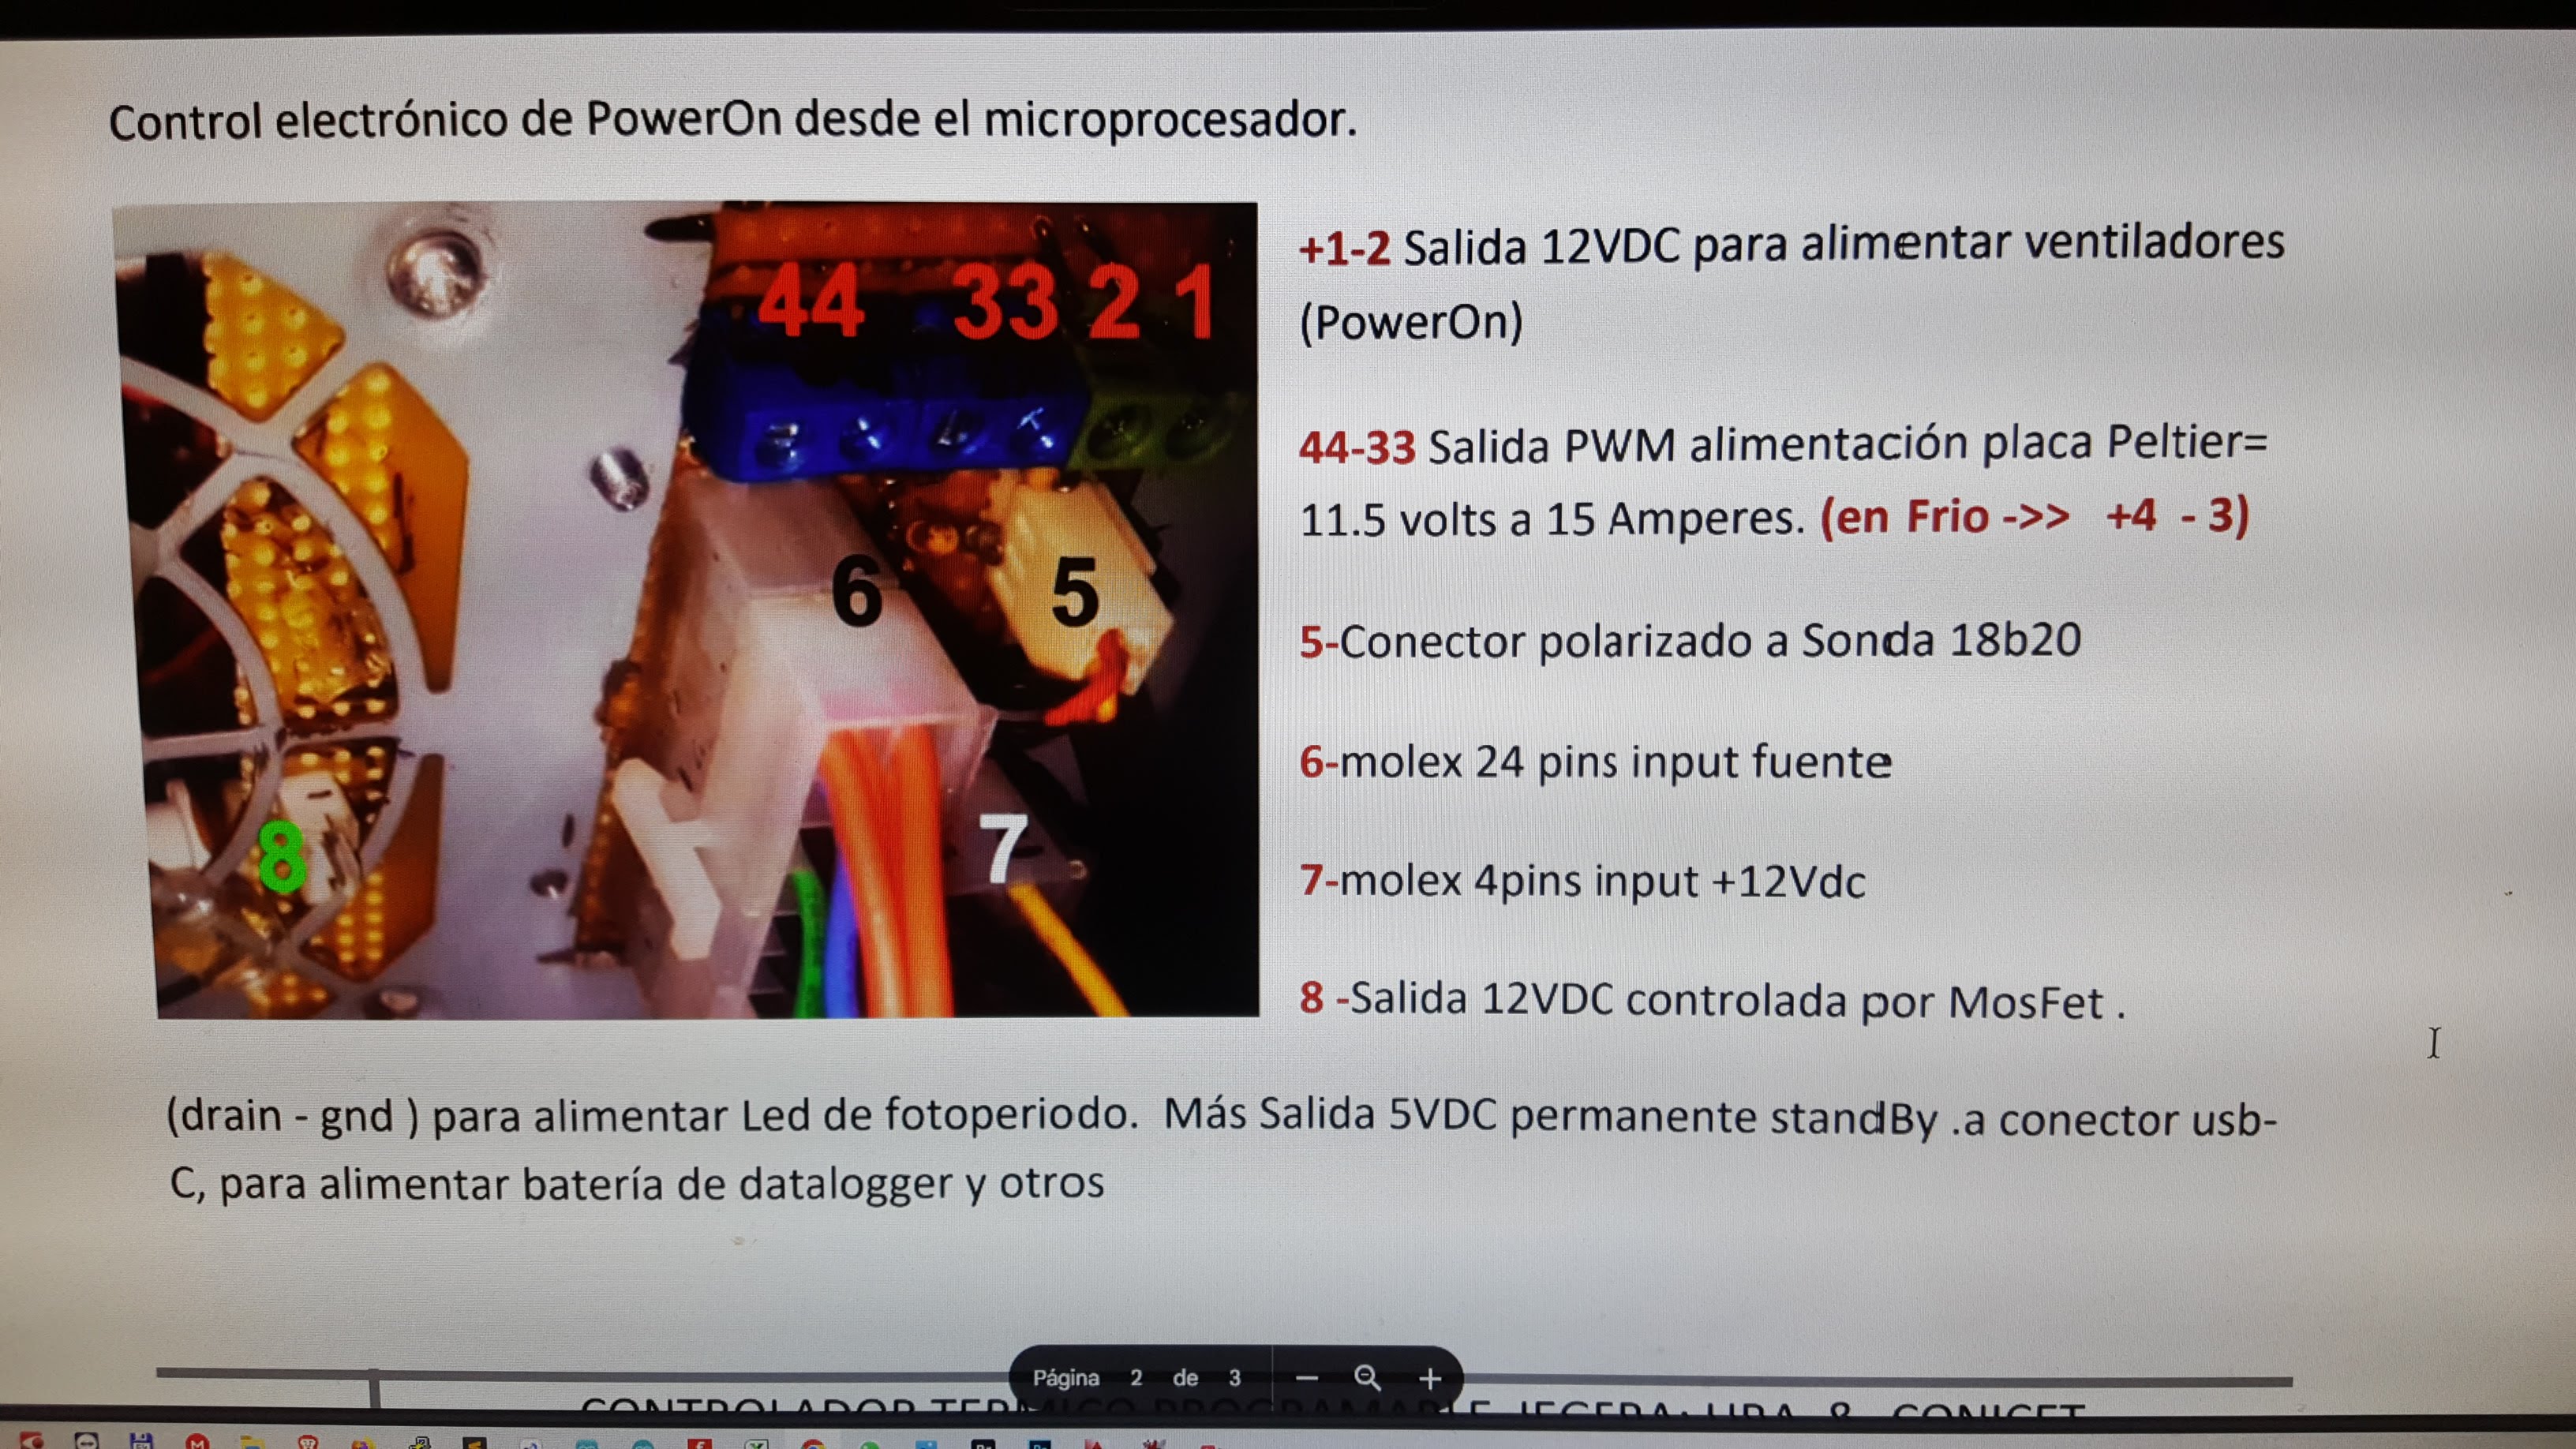 Control electrónico de PowerOn desde el microprocesador.
44 33 2 1
6 5
7
8
+1-2 Salida 12VDC para alimentar ventiladores
(PowerOn)
44-33 Salida PWM alimentación placa Peltier=
11.5 volts a 15 Amperes. (en Frio ->> +4 - 3)
5-Conector polarizado a Sonda 18b20
6-molex 24 pins input fuente
7-molex 4pins input +12Vdc
8 -Salida 12VDC controlada por MosFet .
(drain - gnd ) para alimentar Led de fotoperiodo. Más Salida 5VDC permanente standBy .a conector usb-
C, para alimentar batería de datalogger y otros
Página 2 de 3
CONTROLADOR